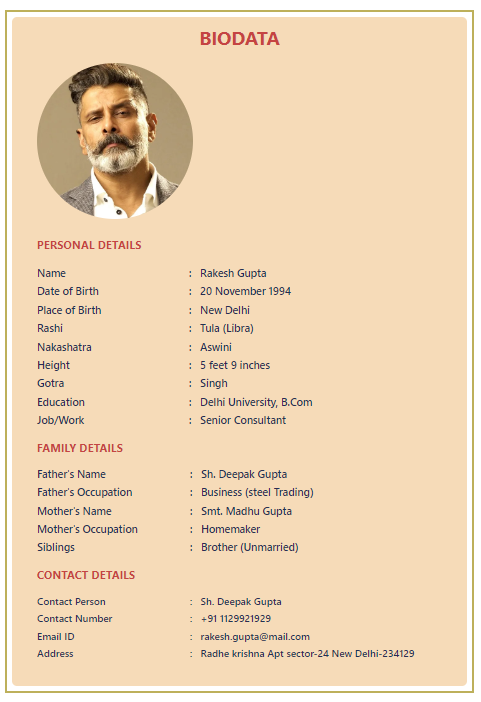 BIODATA
PERSONAL DETAILS
Name : Rakesh Gupta
Date of Birth : 20 November 1994
Place of Birth : New Delhi
Rashi : Tula (Libra)
Nakashatra : Aswini
Height : 5 feet 9 inches
Gotra : Singh
Education : Delhi University, B.Com
Job/Work : Senior Consultant
FAMILY DETAILS
Father's Name : Sh. Deepak Gupta
Father's Occupation : Business (steel Trading)
Mother's Name : Smt. Madhu Gupta
Mother's Occupation : Homemaker
Siblings : Brother (Unmarried)
CONTACT DETAILS
Contact Person : Sh. Deepak Gupta
Contact Number : +91 1129921929
Email ID : rakesh.gupta@mail.com
Address : Radhe krishna Apt sector-24 New Delhi-234129